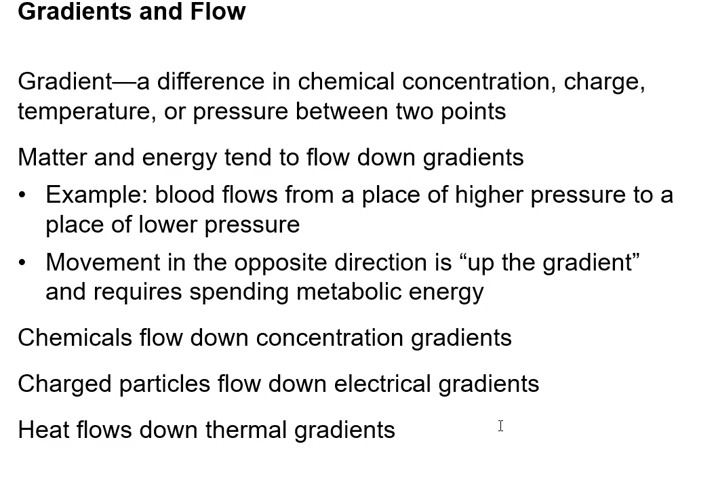 Gradients and Flow
Gradient—a difference in chemical concentration, charge,
temperature, or pressure between two points
Matter and energy tend to flow down gradients
• Example: blood flows from a place of higher pressure to a
place of lower pressure
• Movement in the opposite direction is “up the gradient”
and requires spending metabolic energy
Chemicals flow down concentration gradients
Charged particles flow down electrical gradients
Heat flows down thermal gradients